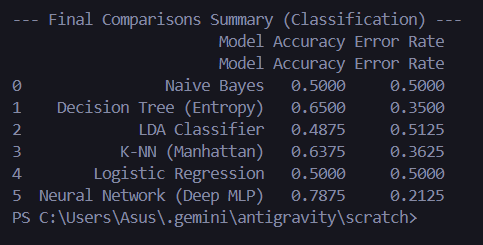 --- Final Comparisons Summary (Classification) ---
Model Accuracy Error Rate
Model Accuracy Error Rate
0 Naive Bayes 0.5000 0.5000
1 Decision Tree (Entropy) 0.6500 0.3500
2 LDA Classifier 0.4875 0.5125
3 K-NN (Manhattan) 0.6375 0.3625
4 Logistic Regression 0.5000 0.5000
5 Neural Network (Deep MLP) 0.7875 0.2125
PS C:\Users\Asus\.gemini\antigravity\scratch>